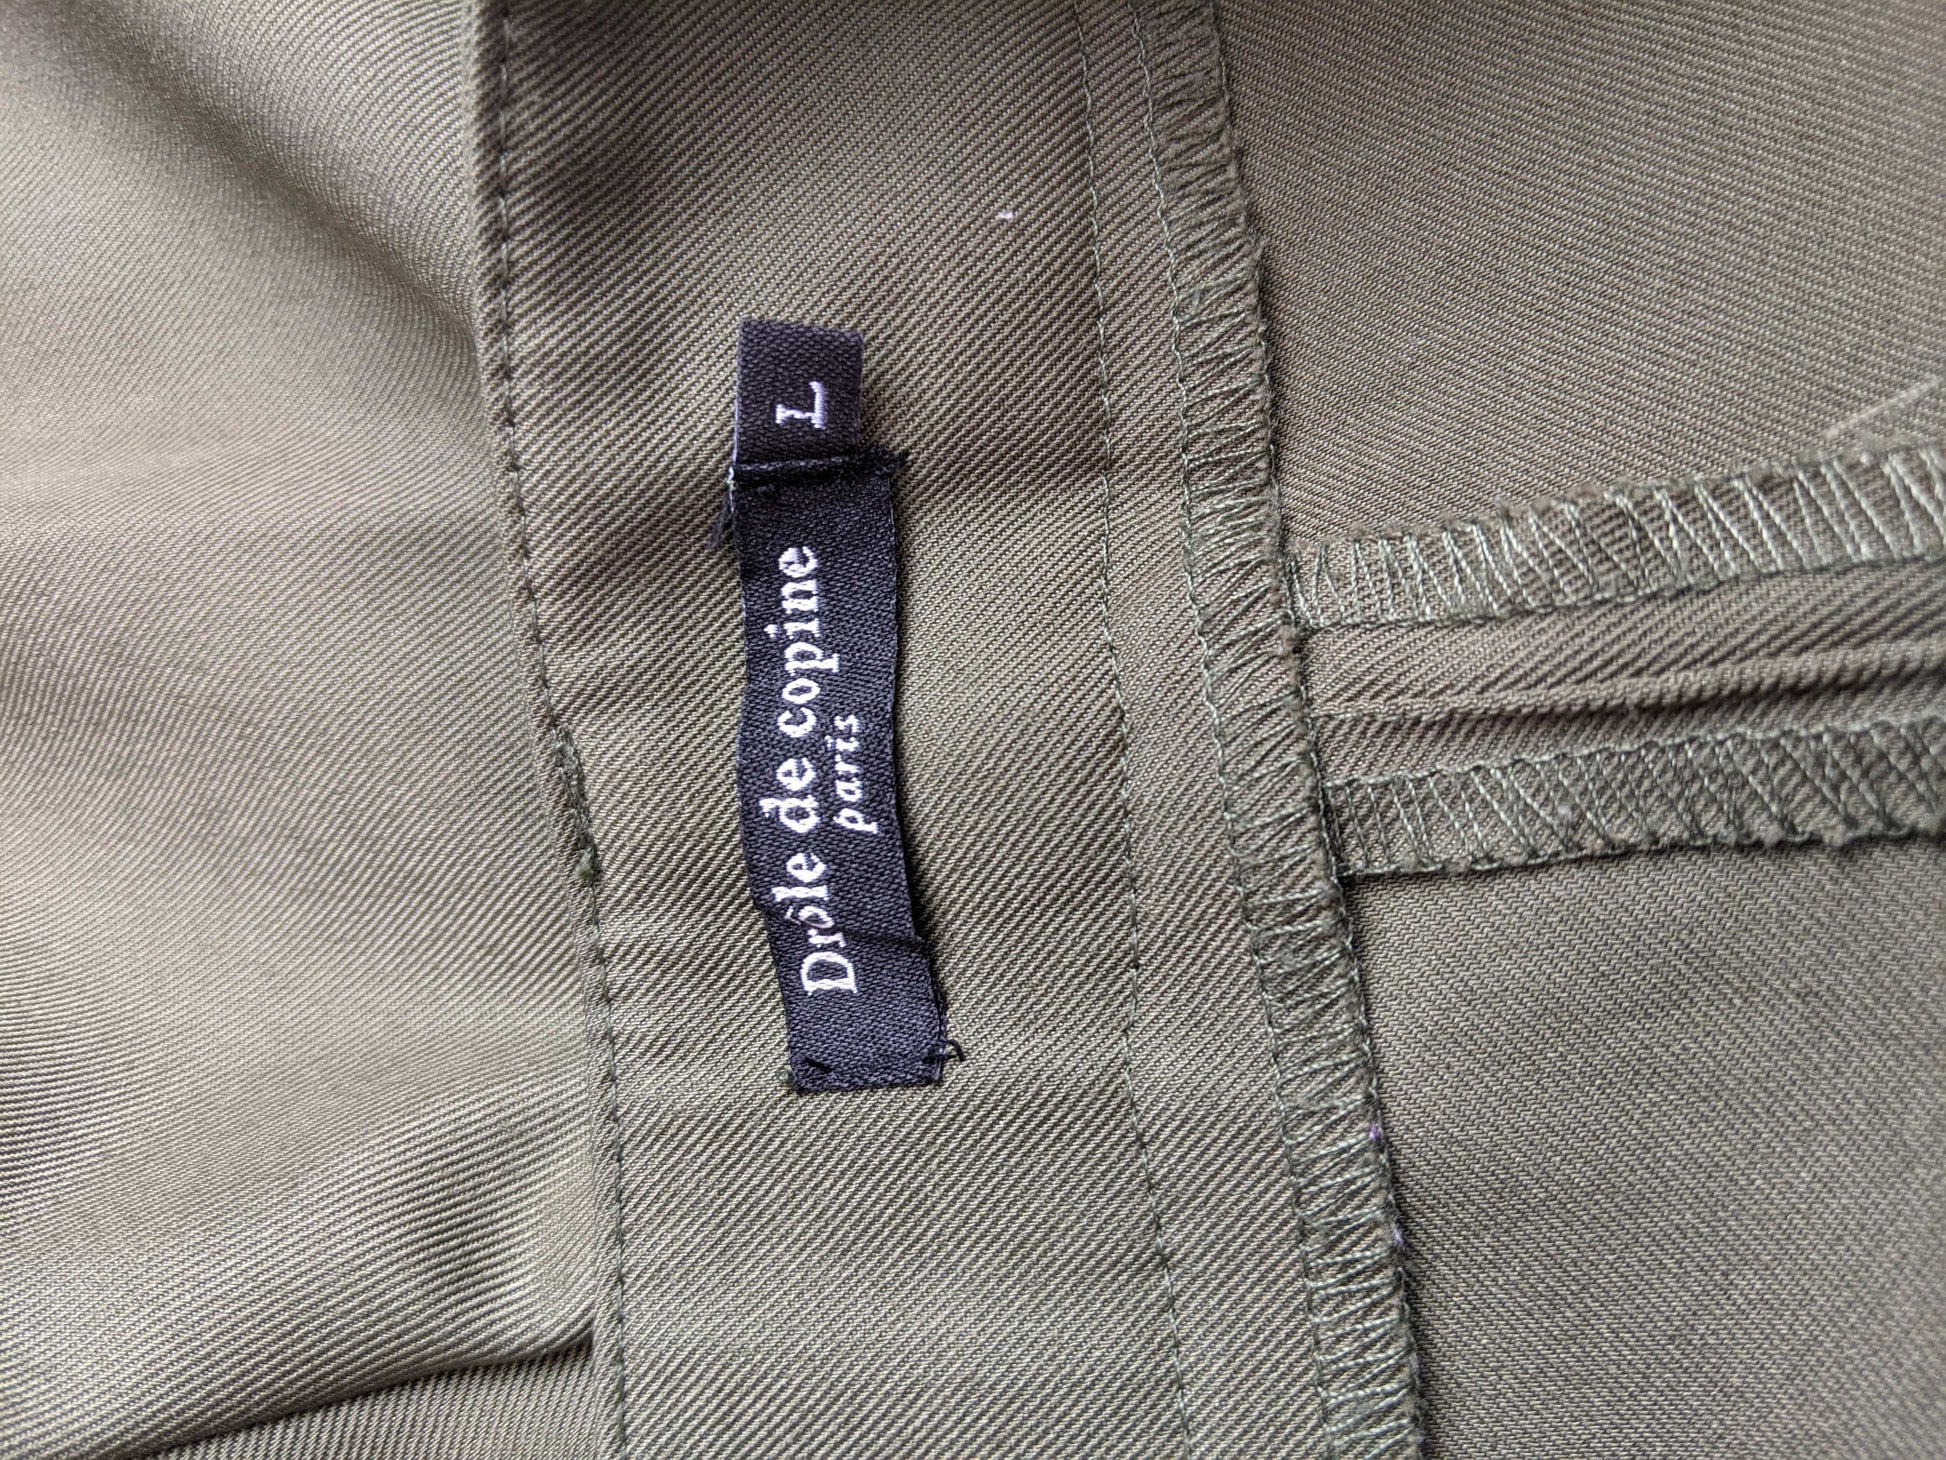 Drôle de copine
paris
L